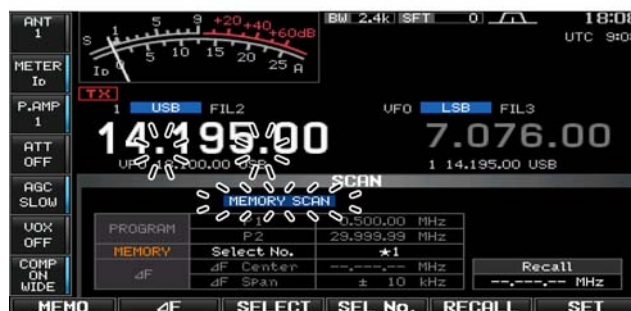 ANT 1
METER ID
P.AMP 1
ATT OFF
AGC SLOW
VOX OFF
COMP ON WIDE
S 1 5 9 +20 +40 +60dB
ID 5 10 15 20 25 A
BW 2.4k SFT 0
18:08
UTC 9:0
TX
1 USB FIL2
14.195.00
VFO LSB FIL3
7.076.00
1 14.195.00 USB
SCAN
MEMORY SCAN
PROGRAM P1 0.500.00 MHz
P2 29.999.99 MHz
MEMORY Select No. ★1
ΔF ΔF Center --.---.-- MHz
ΔF Span ± 10 kHz
Recall
--.---.-- MHz
MEMO ΔF SELECT SEL No. RECALL SET